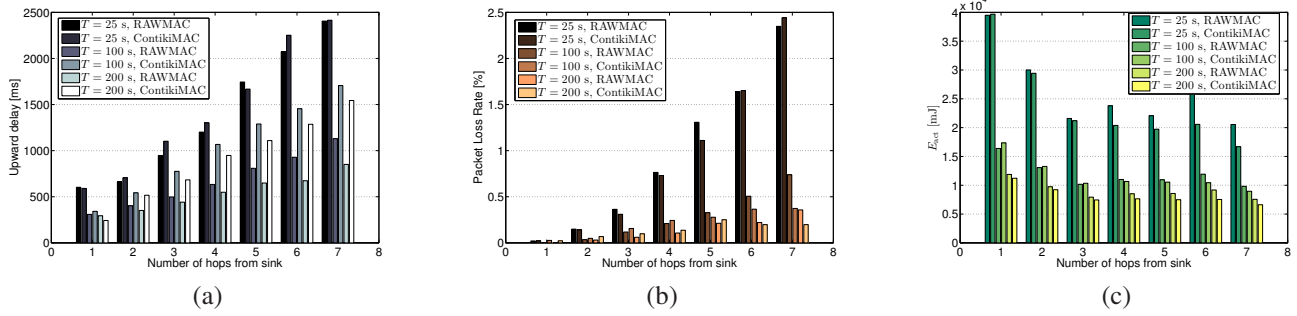 2500
2000
1500
1000
500
0
Upward delay [ms]
T = 25 s, RAWMAC
T = 25 s, ContikiMAC
T = 100 s, RAWMAC
T = 100 s, ContikiMAC
T = 200 s, RAWMAC
T = 200 s, ContikiMAC
0 1 2 3 4 5 6 7 8
Number of hops from sink
(a)
2.5
2
1.5
1
0.5
0
Packet Loss Rate [%]
T = 25 s, RAWMAC
T = 25 s, ContikiMAC
T = 100 s, RAWMAC
T = 100 s, ContikiMAC
T = 200 s, RAWMAC
T = 200 s, ContikiMAC
0 1 2 3 4 5 6 7 8
Number of hops from sink
(b)
4
3.5
3
2.5
2
1.5
1
0.5
0
E_act [mJ]
T = 25 s, RAWMAC
T = 25 s, ContikiMAC
T = 100 s, RAWMAC
T = 100 s, ContikiMAC
T = 200 s, RAWMAC
T = 200 s, ContikiMAC
0 1 2 3 4 5 6 7 8
Number of hops from sink
(c)